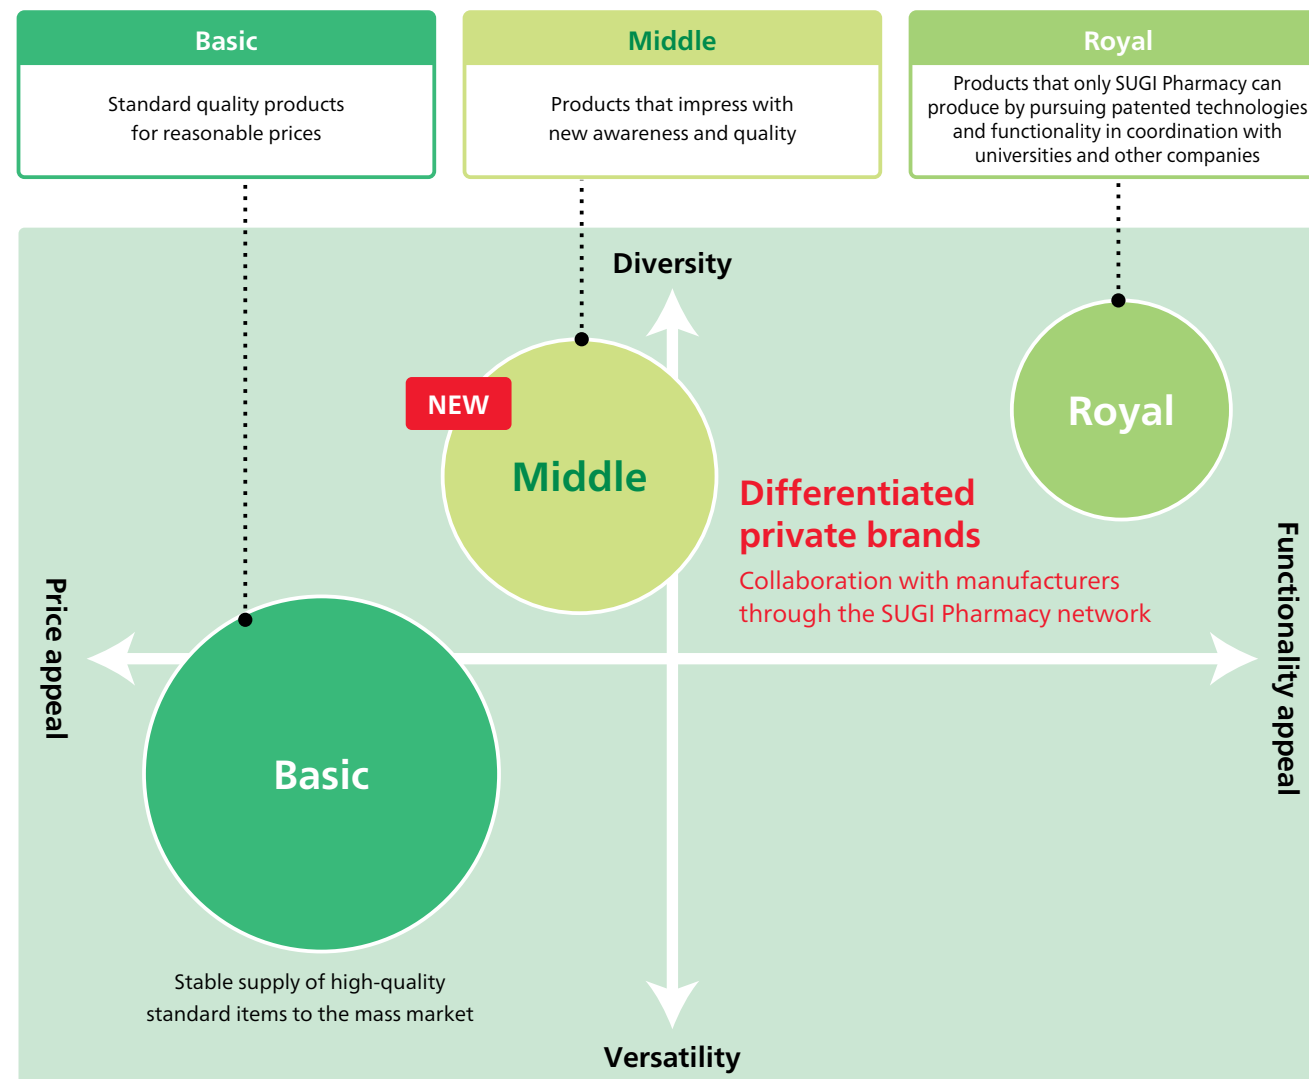 Basic
Standard quality products
for reasonable prices
Middle
Products that impress with
new awareness and quality
Royal
Products that only SUGI Pharmacy can
produce by pursuing patented technologies
and functionality in coordination with
universities and other companies
Diversity
NEW
Middle
Royal
Differentiated
private brands
Collaboration with manufacturers
through the SUGI Pharmacy network
Price appeal
Functionality appeal
Basic
Stable supply of high-quality
standard items to the mass market
Versatility